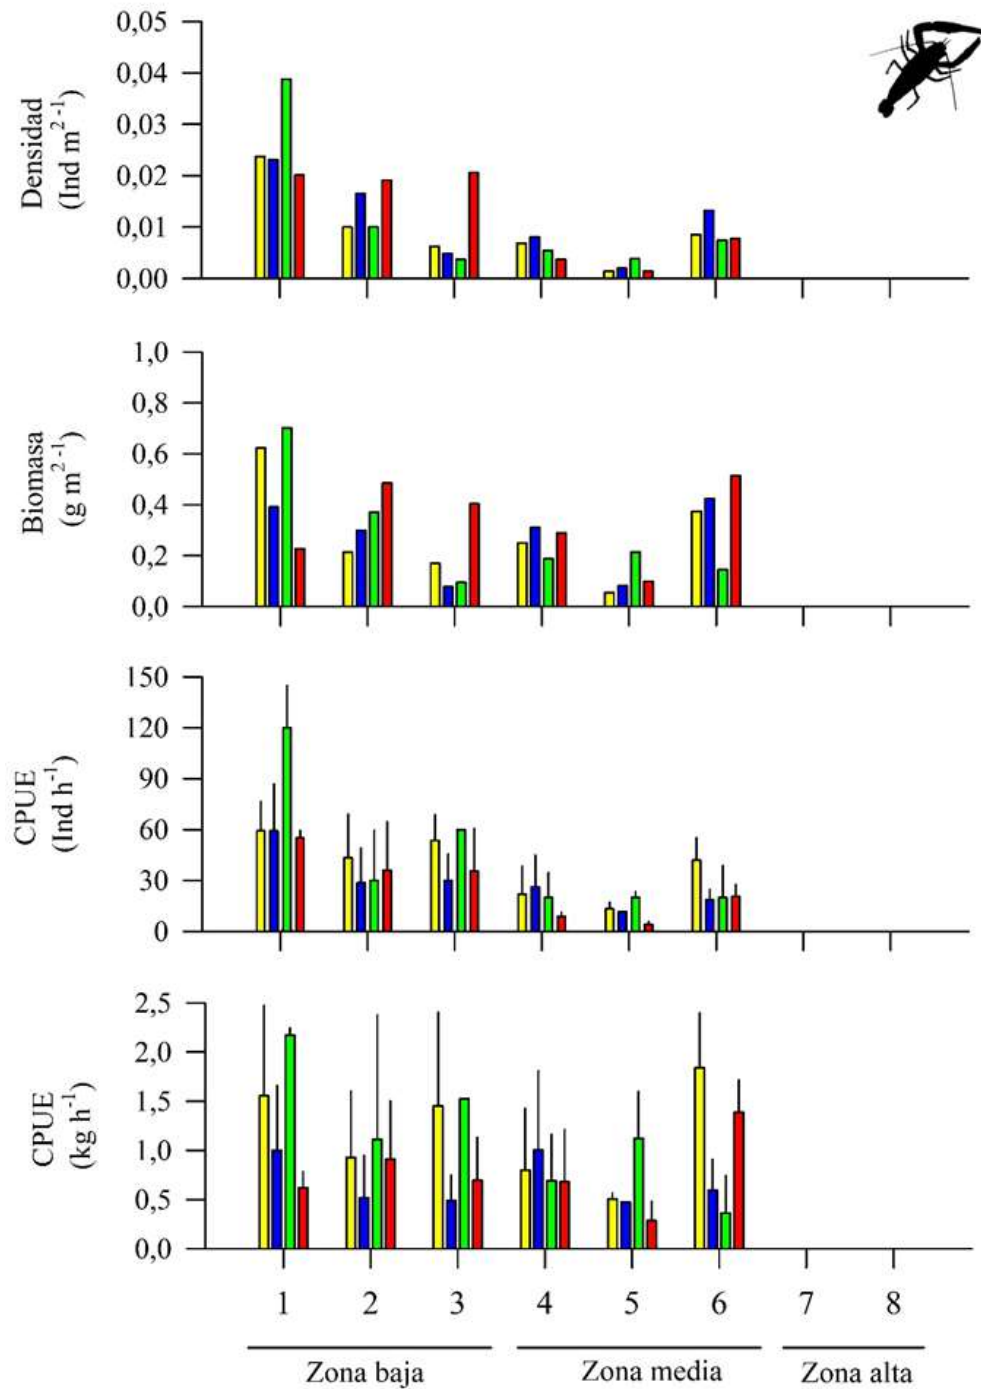 0,05
0,04
0,03
0,02
0,01
0,00
Densidad
(Ind m² ⁻¹)
1,0
0,8
0,6
0,4
0,2
0,0
Biomasa
(g m² ⁻¹)
150
120
90
60
30
0
CPUE
(Ind h⁻¹)
2,5
2,0
1,5
1,0
0,5
0,0
CPUE
(kg h⁻¹)
1 2 3 4 5 6 7 8
Zona baja Zona media Zona alta